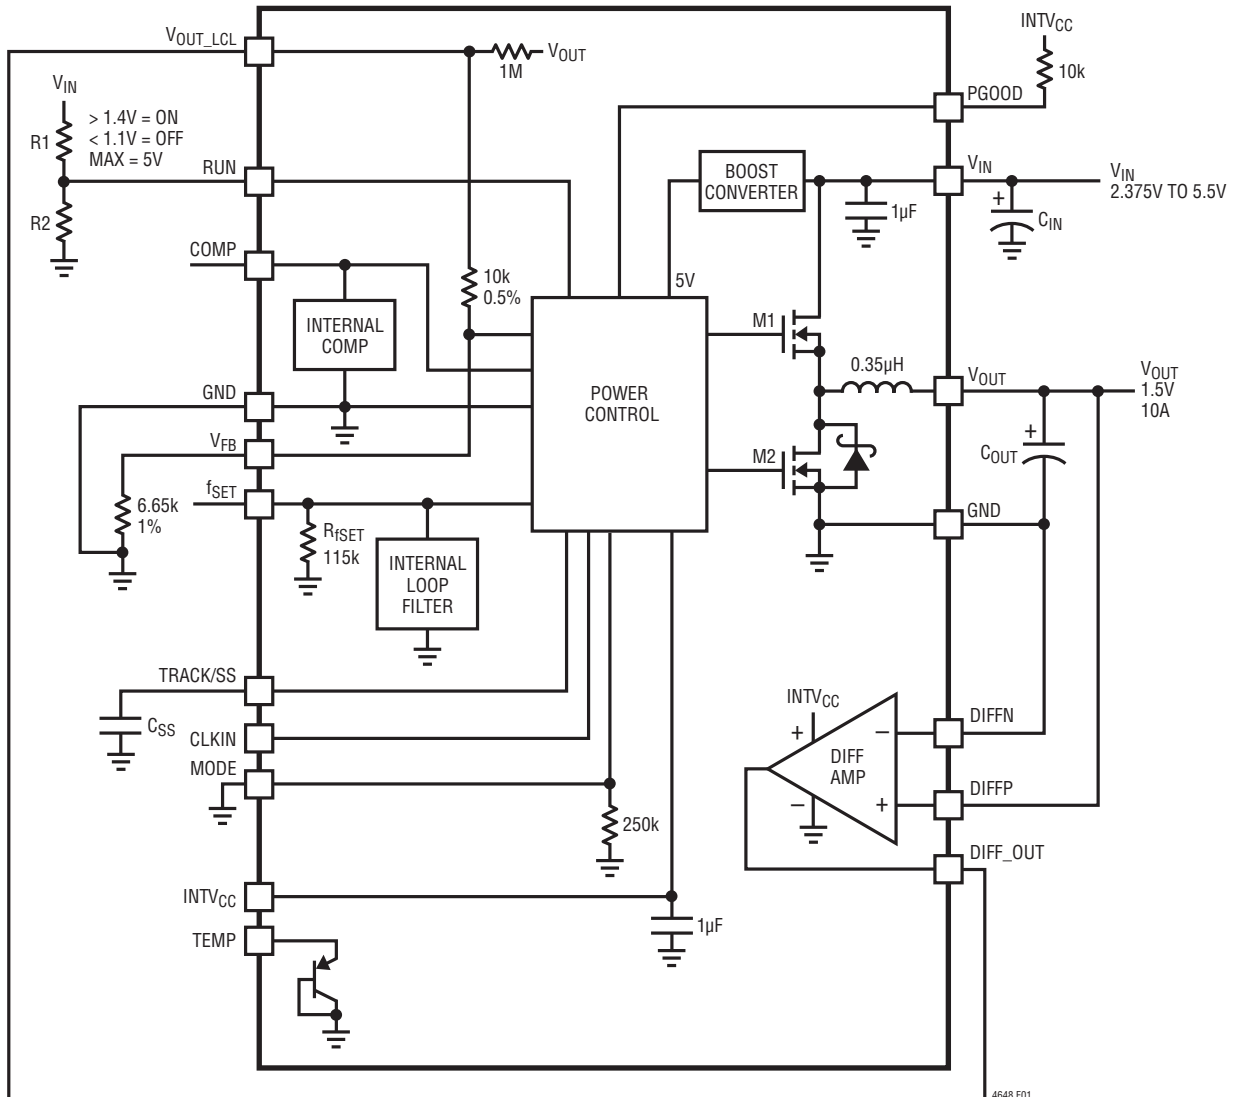 VOUT_LCL
1M
VOUT
INTVCC
10k
PGOOD
VIN
R1
> 1.4V = ON
< 1.1V = OFF
MAX = 5V
RUN
R2
BOOST
CONVERTER
VIN
1µF
VIN
2.375V TO 5.5V
+
CIN
COMP
10k
0.5%
5V
INTERNAL
COMP
M1
0.35µH
VOUT
VOUT
1.5V
10A
POWER
CONTROL
GND
VFB
M2
+
COUT
fSET
6.65k
1%
RfSET
115k
GND
INTERNAL
LOOP
FILTER
TRACK/SS
CSS
CLKIN
MODE
250k
INTVCC
+
−
DIFF
AMP
−
+
DIFFN
DIFFP
DIFF_OUT
INTVCC
1µF
TEMP
4648 F01